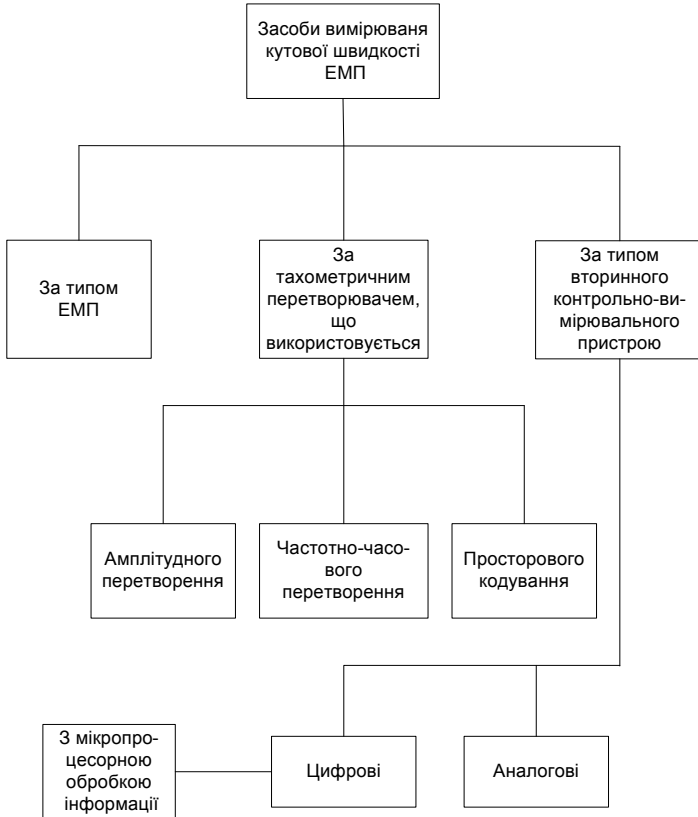 Засоби вимірюваня
кутової швидкості
ЕМП
За типом
ЕМП
За
тахометричним
перетворювачем,
що
використовується
За типом
вторинного
контрольно-ви-
мірювального
пристрою
Амплітудного
перетворення
Частотно-часо-
вого
перетворення
Просторового
кодування
З мікропро-
цесорною
обробкою
інформації
Цифрові
Аналогові